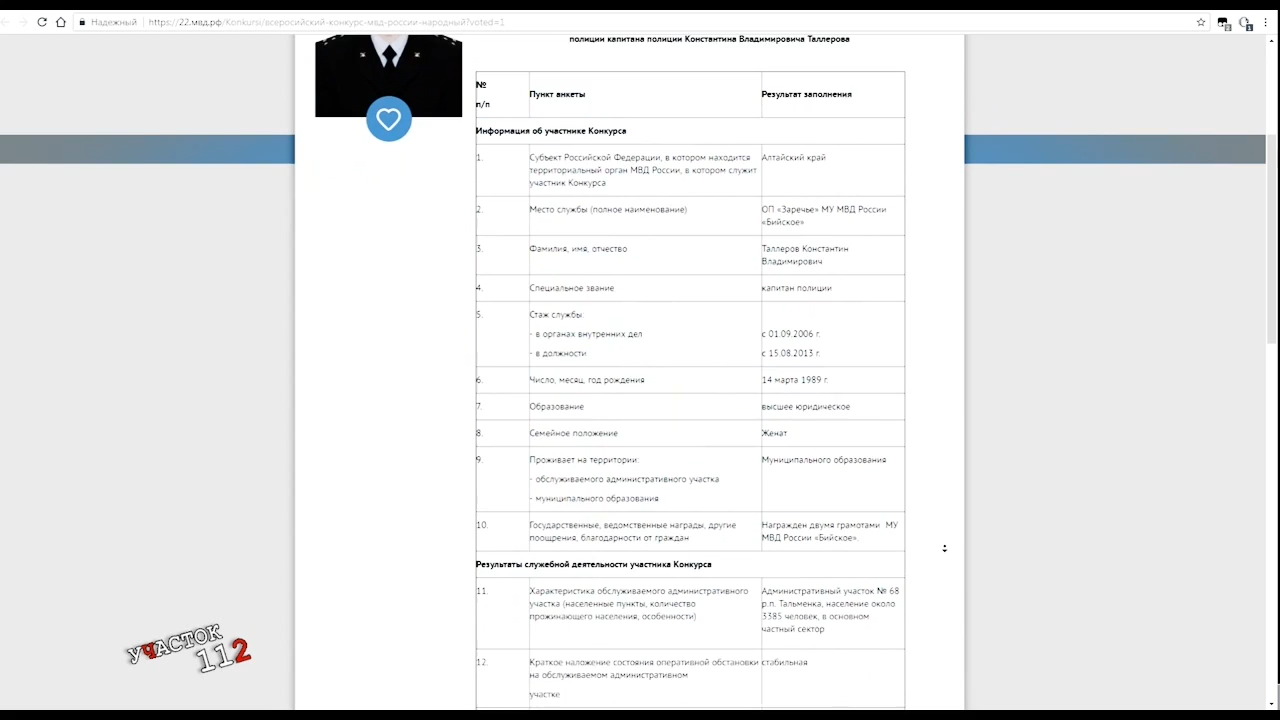 Надежный
https://22.мвд.рф/Konkursi/всероссийский-конкурс-мвд-россии-народный?voted=1
полиции капитана полиции Константина Владимировича Таллерова
№
п/п
Пункт анкеты
Результат заполнения
Информация об участнике Конкурса
1.
Субъект Российской Федерации, в котором находится
территориальный орган МВД России, в котором служит
участник Конкурса
Алтайский край
2.
Место службы (полное наименование)
ОП «Заречье» МУ МВД России
«Бийское»
3.
Фамилия, имя, отчество
Таллеров Константин
Владимирович
4.
Специальное звание
капитан полиции
5.
Стаж службы:
- в органах внутренних дел
с 01.09.2006 г.
- в должности
с 15.08.2013 г.
6.
Число, месяц, год рождения
14 марта 1989 г.
7.
Образование
высшее юридическое
8.
Семейное положение
Женат
9.
Проживает на территории:
- обслуживаемого административного участка
- муниципального образования
Муниципального образования
10.
Государственные, ведомственные награды, другие
поощрения, благодарности от граждан
Награжден двумя грамотами МУ
МВД России «Бийское».
Результаты служебной деятельности участника Конкурса
11.
Характеристика обслуживаемого административного
участка (населенные пункты, количество
прожинающего населения, особенности)
Административный участок № 68
р.п. Тальменка, население около
3385 человек, в основном
частный сектор
12.
Краткое наложение состояния оперативной обстановки
на обслуживаемом административном
участке
стабильная
участок
112